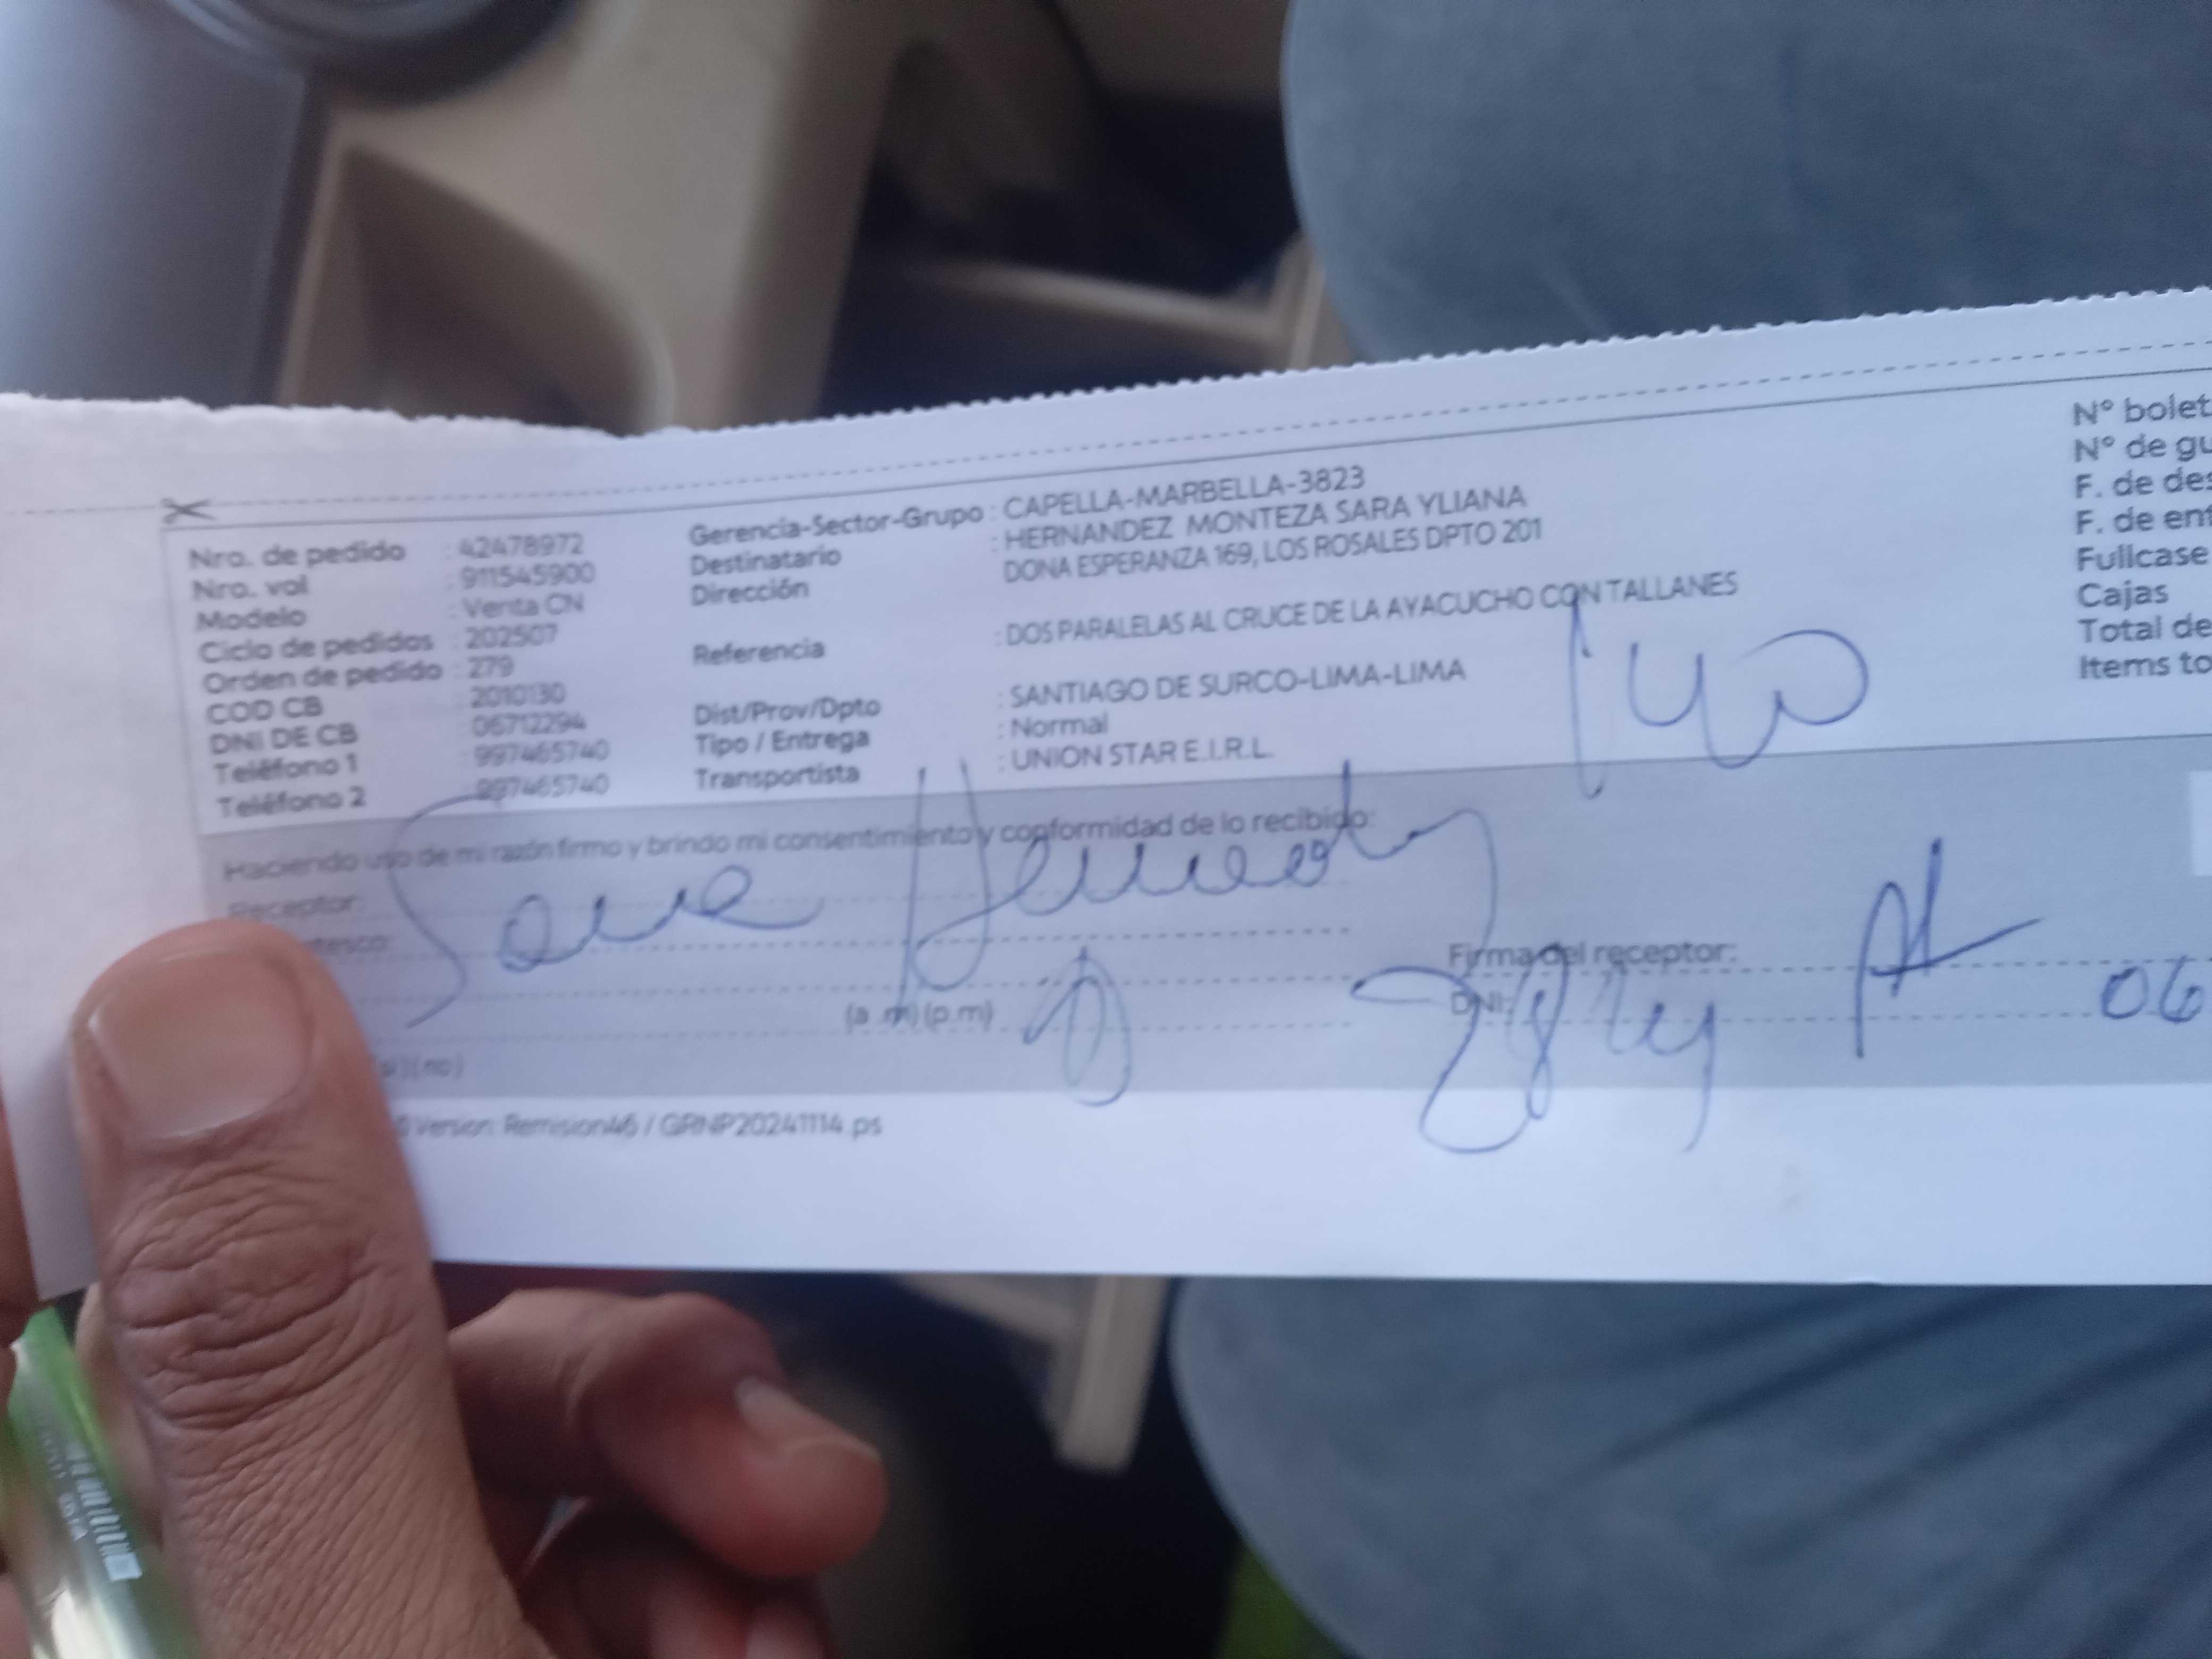 Nro. de pedido : 42478972
Nro. vol : 911545900
Modelo : Venta CN
Ciclo de pedidos : 202507
Orden de pedido : 279
COD CB : 2010130
DNI DE CB : 06712294
Teléfono 1 : 997465740
Teléfono 2 : 997465740
Gerencia-Sector-Grupo : CAPELLA-MARBELLA-3823
Destinatario : HERNANDEZ MONTEZA SARA YLIANA
Dirección DONA ESPERANZA 169, LOS ROSALES DPTO 201
Referencia : DOS PARALELAS AL CRUCE DE LA AYACUCHO CON TALLANES
Dist/Prov/Dpto : SANTIAGO DE SURCO-LIMA-LIMA
Tipo / Entrega : Normal
Transportista : UNION STAR E.I.R.L.
Nº bolet
Nº de gu
F. de des
F. de ent
Fullcase
Cajas
Total de
Items to
Haciendo uso de mi razón firmo y brindo mi consentimiento y conformidad de lo recibido:
Receptor:
tesco:
Firma del receptor:
DNI:
06
(a .m) (p.m)
(no)
Version: Remision46 / GRNP20241114.ps